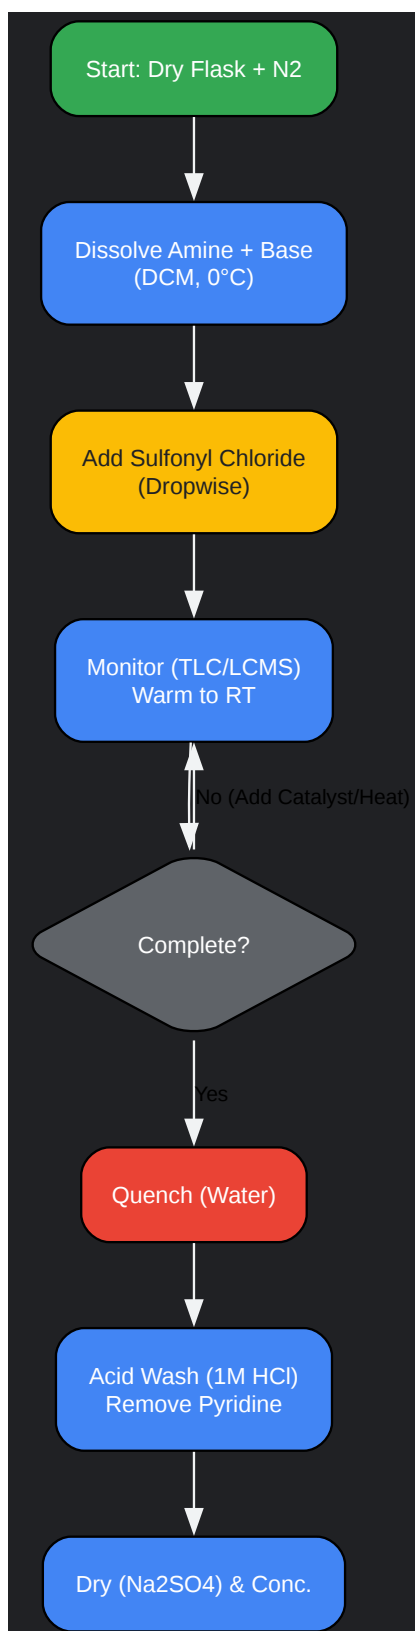 Start: Dry Flask + N2
Dissolve Amine + Base
(DCM, 0°C)
Add Sulfonyl Chloride
(Dropwise)
Monitor (TLC/LCMS)
Warm to RT
No (Add Catalyst/Heat)
Complete?
Yes
Quench (Water)
Acid Wash (1M HCl)
Remove Pyridine
Dry (Na2SO4) & Conc.